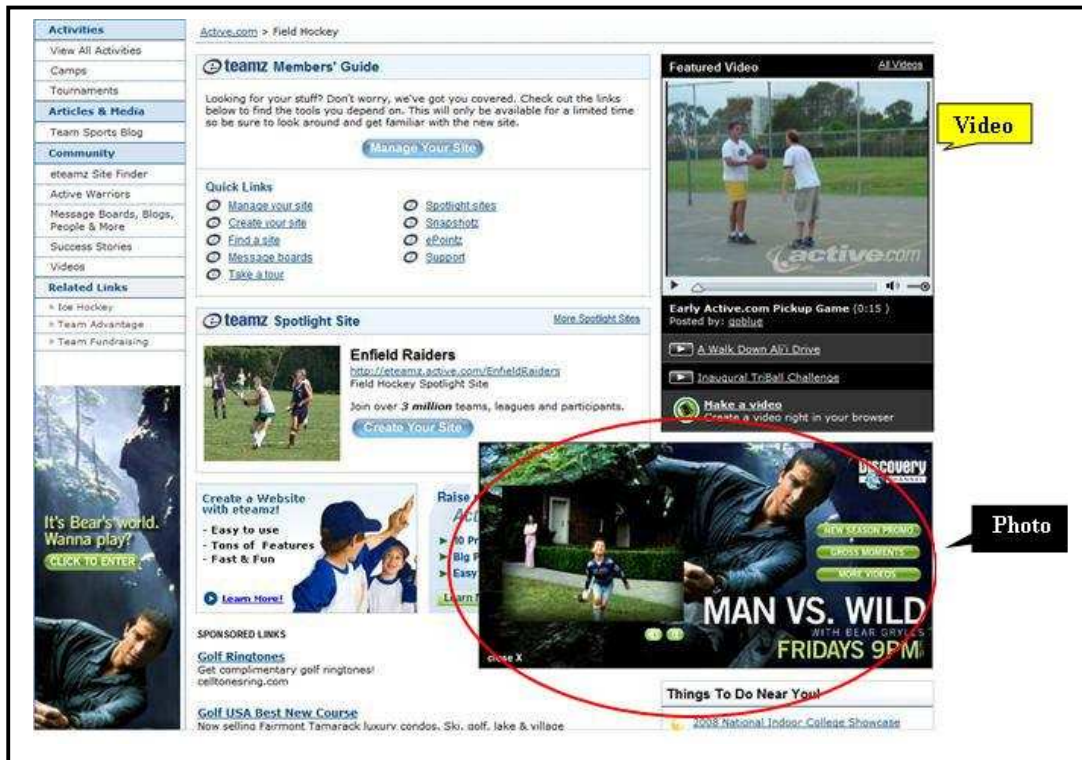 Activities
View All Activities
Camps
Tournaments
Articles & Media
Team Sports Blog
Community
eteamz Site Finder
Active Warriors
Message Boards, Blogs,
People & More
Success Stories
Videos
Related Links
» Ice Hockey
» Team Advantage
» Team Fundraising
It's Bear's world.
Wanna play?
CLICK TO ENTER
Active.com > Field Hockey
eteamz Members' Guide
Looking for your stuff? Don't worry, we've got you covered. Check out the links
below to find the tools you depend on. This will only be available for a limited time
so be sure to look around and get familiar with the new site.
Manage Your Site
Quick Links
Manage your site
Create your site
Find a site
Message boards
Take a tour
Spotlight sites
Snapshotz
ePointz
Support
eteamz Spotlight Site
More Spotlight Sites
Enfield Raiders
http://eteamz.active.com/EnfieldRaiders
Field Hockey Spotlight Site
Join over 3 million teams, leagues and participants.
Create Your Site
Create a Website
with eteamz!
- Easy to use
- Tons of Features
- Fast & Fun
Learn More!
Raise
Act
Big P
Easy
Learn
SPONSORED LINKS
Golf Ringtones
Get complimentary golf ringtones!
celltonesring.com
Golf USA Best New Course
Now selling Fairmont Tamarack luxury condos. Ski, golf, lake & village
Featured Video
All Videos
active.com
Early Active.com Pickup Game (0:15 )
Posted by: goblue
A Walk Down Ali'i Drive
Inaugural TriBall Challenge
Make a video
Create a video right in your browser
Video
Discovery
CHANNEL
NEW SEASON PROMO
GROSS MOMENTS
MORE VIDEOS
MAN VS. WILD
WITH BEAR GRYLLS
FRIDAYS 9PM
close X
Photo
Things To Do Near You!
2008 National Indoor College Showcase